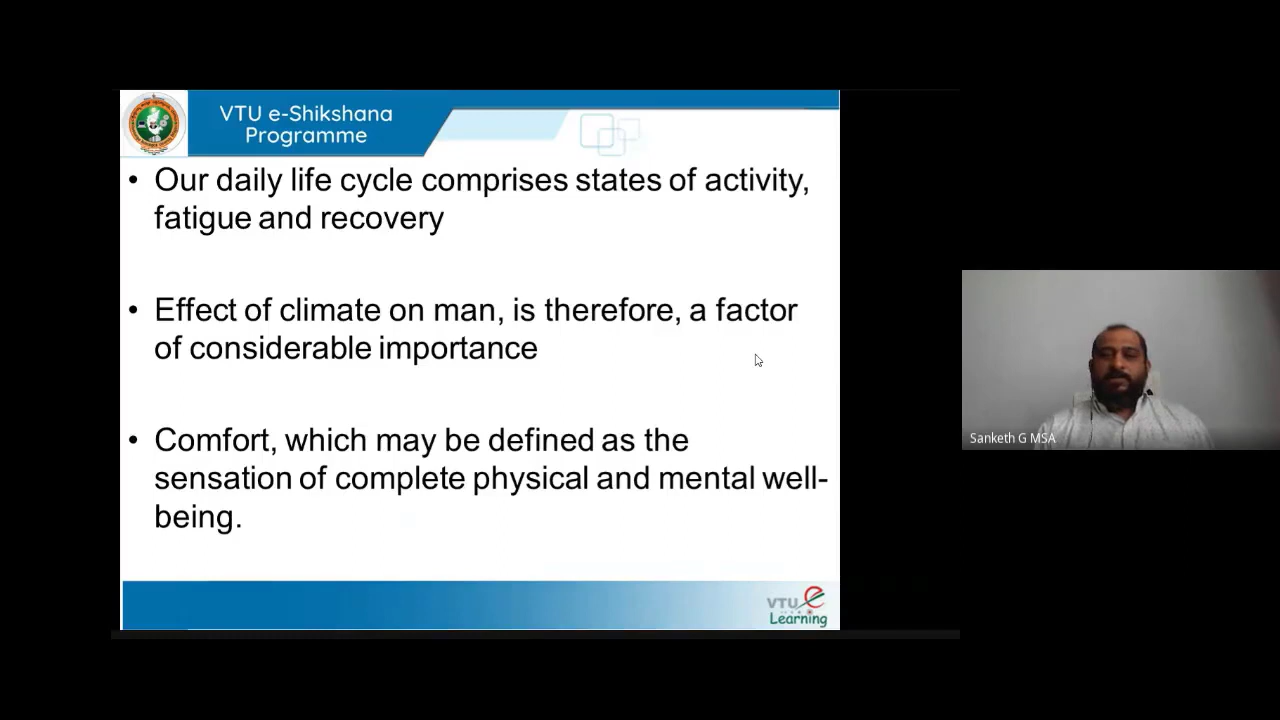 VTU e-Shikshana
Programme
• Our daily life cycle comprises states of activity,
fatigue and recovery
• Effect of climate on man, is therefore, a factor
of considerable importance
• Comfort, which may be defined as the
sensation of complete physical and mental well-
being.
Sanketh G MSA
VTU e
Learning